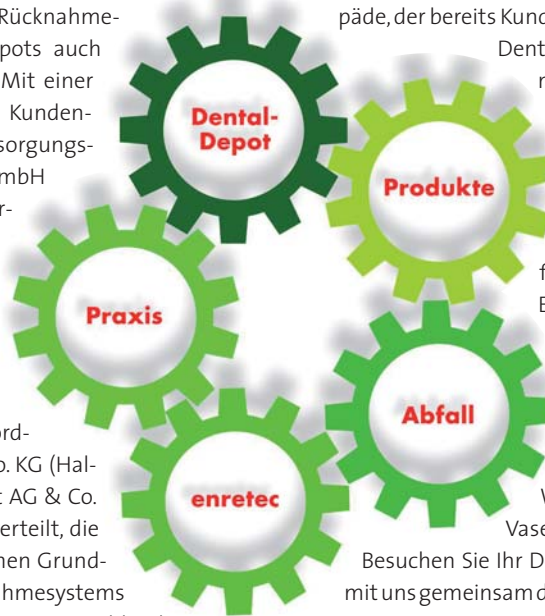 Rücknahme-
pots auch
Mit einer
Kunden-
sorgungs-
mbH
r-
ord-
o. KG (Hal-
t AG & Co.
erteilt, die
hen Grund-
hmesystems
Dental-
Depot
Produkte
Praxis
Abfall
enretec
päde, der bereits Kund
Dent
Vase
Besuchen Sie Ihr D
mit uns gemeinsam d